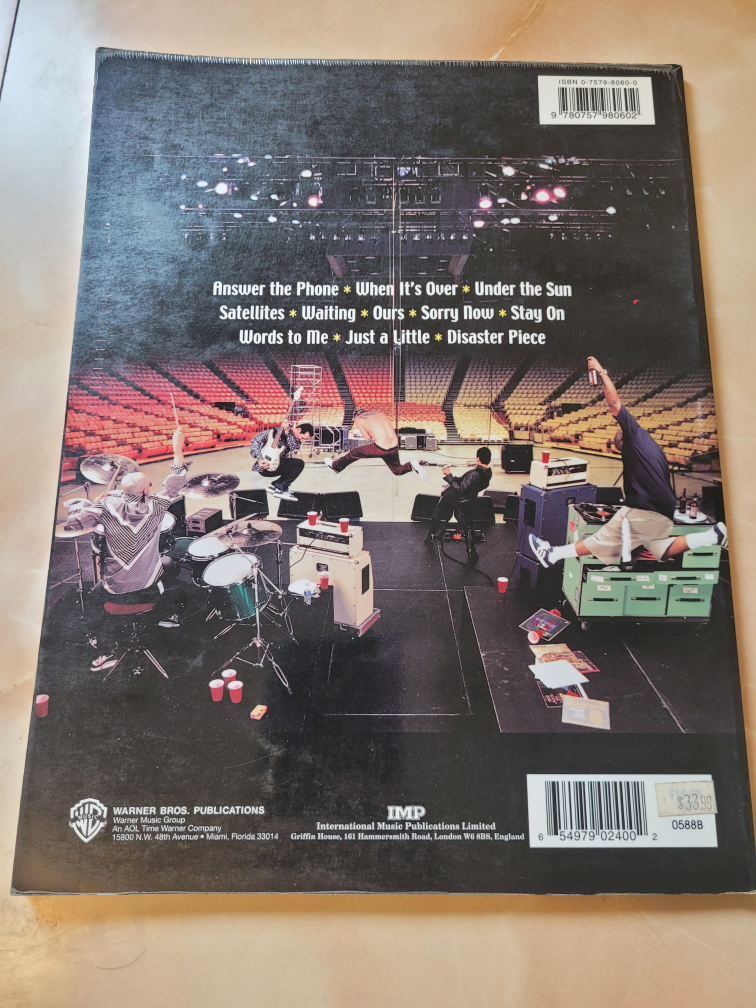 ISBN 0-7579-8060-0
9 780757 980602
Answer the Phone * When It's Over * Under the Sun
Satellites * Waiting * Ours * Sorry Now * Stay On
Words to Me * Just a Little * Disaster Piece
WARNER BROS. PUBLICATIONS
Warner Music Group
An AOL Time Warner Company
15800 N.W. 48th Avenue • Miami, Florida 33014
IMP
International Music Publications Limited
Griffin House, 161 Hammersmith Road, London W6 8BS, England
$33.99
6 54979 02400 2
0588B